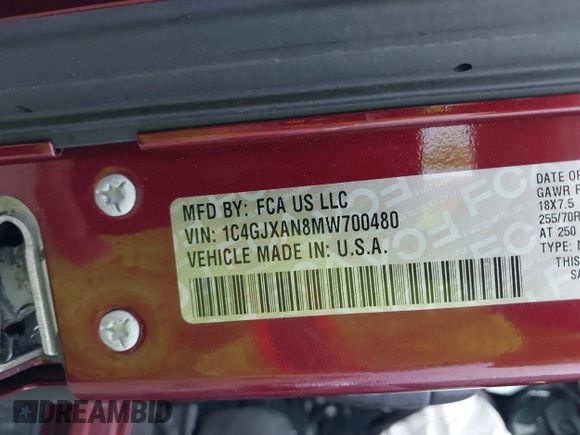 MFD BY: FCA US LLC
VIN: 1C4GJXAN8MW700480
VEHICLE MADE IN: U.S.A.
DATE OF
GAWR
18X7.5
255/70R
AT 250
TYPE:
THIS
SA
DREAMBID